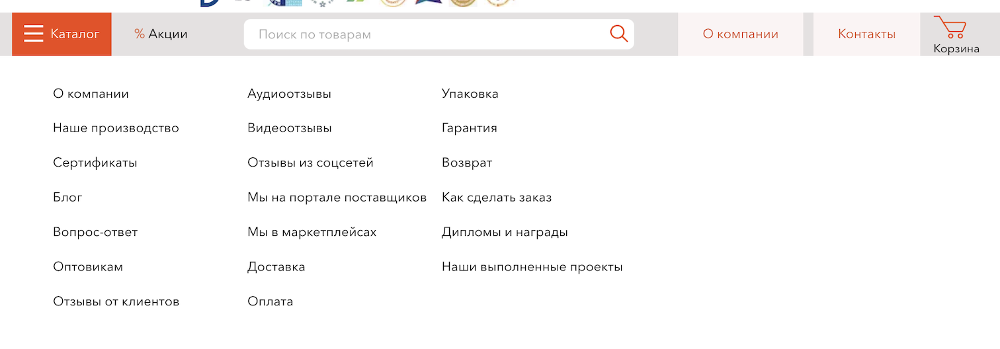 Каталог
% Акции
Поиск по товарам
О компании
Контакты
Корзина
О компании
Наше производство
Сертификаты
Блог
Вопрос-ответ
Оптовикам
Отзывы от клиентов
Аудиоотзывы
Видеоотзывы
Отзывы из соцсетей
Мы на портале поставщиков
Мы в маркетплейсах
Доставка
Оплата
Упаковка
Гарантия
Возврат
Как сделать заказ
Дипломы и награды
Наши выполненные проекты